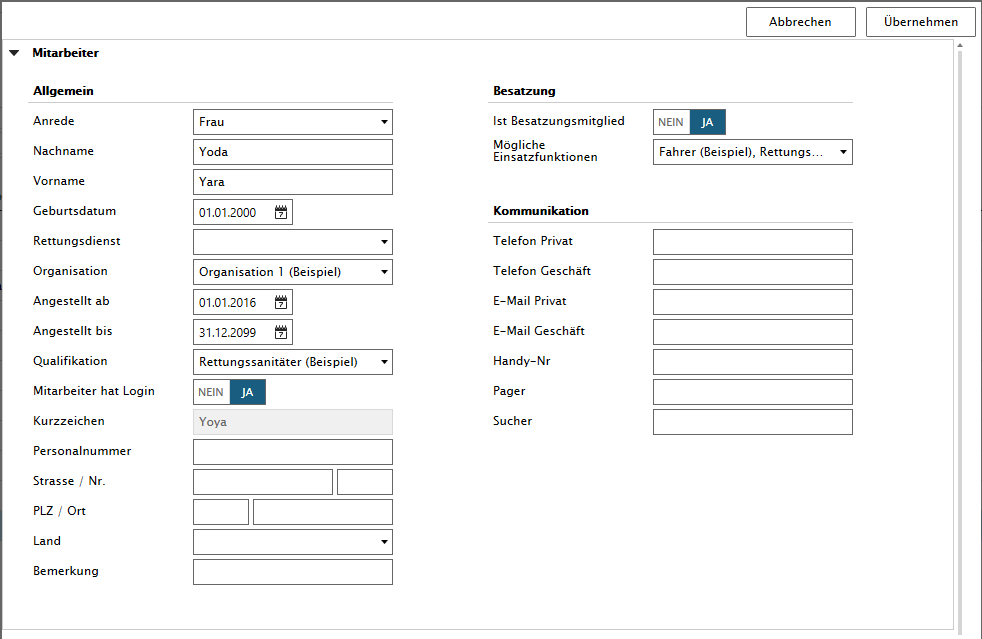 Abbrechen
Übernehmen
Mitarbeiter
Allgemein
Anrede
Frau
Nachname
Yoda
Vorname
Yara
Geburtsdatum
01.01.2000
Rettungsdienst
Organisation
Organisation 1 (Beispiel)
Angestellt ab
01.01.2016
Angestellt bis
31.12.2099
Qualifikation
Rettungssanitäter (Beispiel)
Mitarbeiter hat Login
NEIN JA
Kurzzeichen
Yoya
Personalnummer
Strasse / Nr.
PLZ / Ort
Land
Bemerkung
Besatzung
Ist Besatzungsmitglied
NEIN JA
Mögliche
Einsatzfunktionen
Fahrer (Beispiel), Rettungs...
Kommunikation
Telefon Privat
Telefon Geschäft
E-Mail Privat
E-Mail Geschäft
Handy-Nr
Pager
Sucher